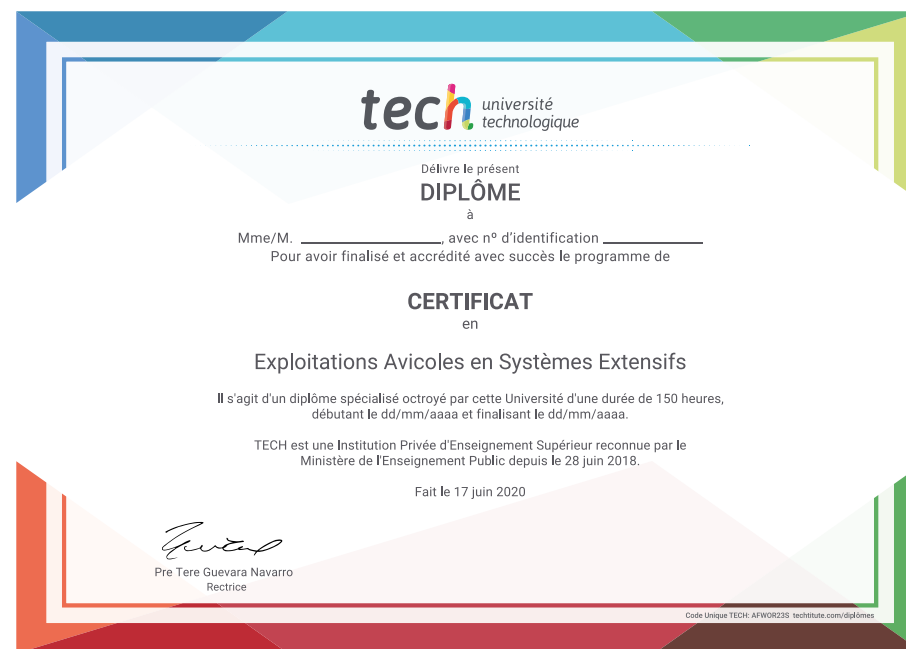 tech université
technologique
Délivre le présent
DIPLÔME
à
Mme/M. ____________________, avec nº d'identification ______________
Pour avoir finalisé et accrédité avec succès le programme de
CERTIFICAT
en
Exploitations Avicoles en Systèmes Extensifs
Il s'agit d'un diplôme spécialisé octroyé par cette Université d'une durée de 150 heures,
débutant le dd/mm/aaaa et finalisant le dd/mm/aaaa.
TECH est une Institution Privée d'Enseignement Supérieur reconnue par le
Ministère de l'Enseignement Public depuis le 28 juin 2018.
Fait le 17 juin 2020
Pre Tere Guevara Navarro
Rectrice
Code Unique TECH: AFWOR23S techtitute.com/diplômes